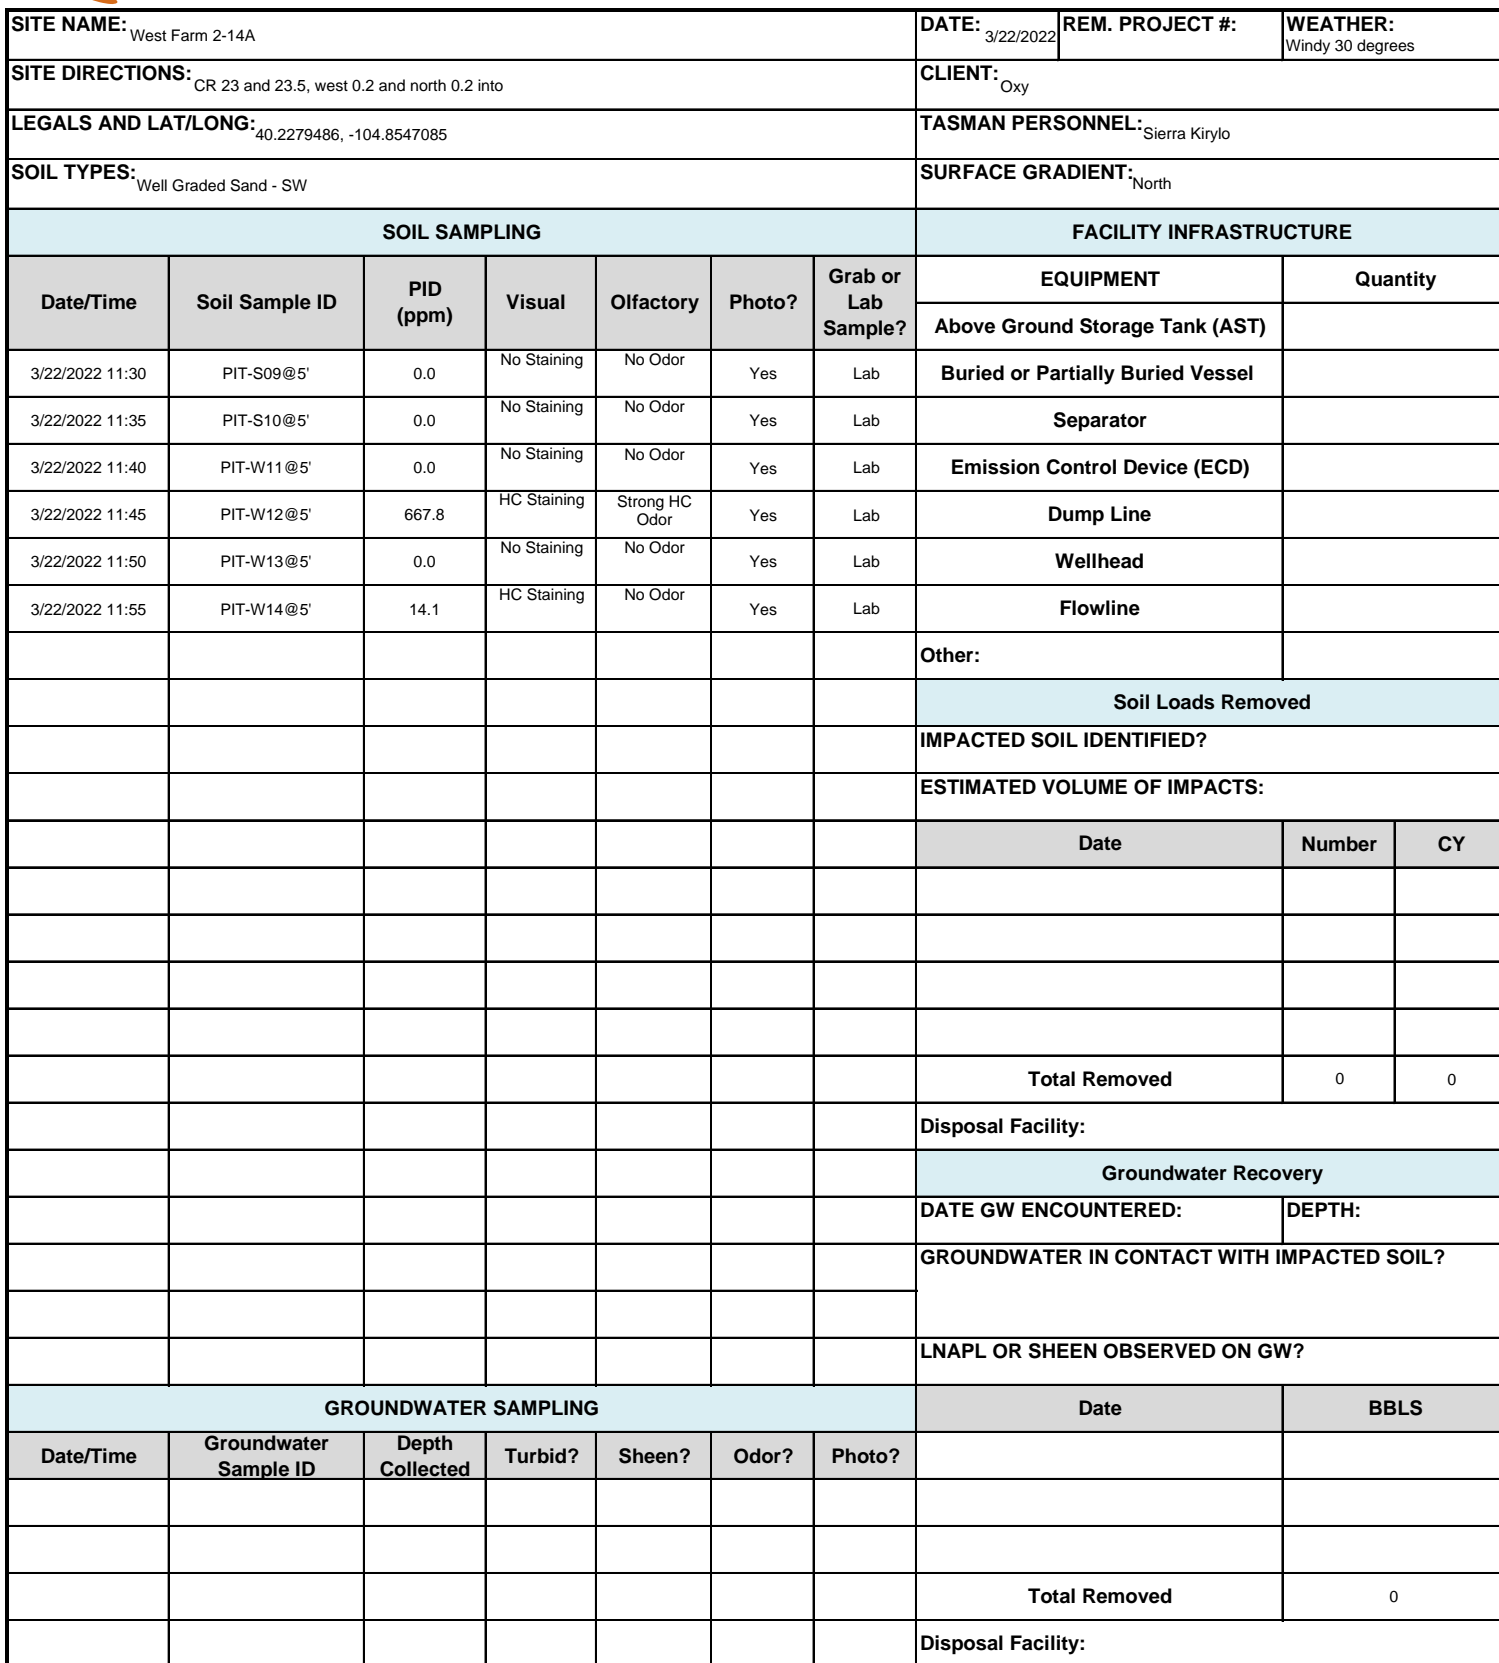 SITE NAME: West Farm 2-14A
DATE: 3/22/2022
REM. PROJECT #:
WEATHER:
Windy 30 degrees
SITE DIRECTIONS: CR 23 and 23.5, west 0.2 and north 0.2 into
CLIENT: Oxy
LEGALS AND LAT/LONG: 40.2279486, -104.8547085
TASMAN PERSONNEL: Sierra Kirylo
SOIL TYPES: Well Graded Sand - SW
SURFACE GRADIENT: North
SOIL SAMPLING
Date/Time Soil Sample ID PID (ppm) Visual Olfactory Photo? Grab or Lab Sample?
3/22/2022 11:30 PIT-S09@5' 0.0 No Staining No Odor Yes Lab
3/22/2022 11:35 PIT-S10@5' 0.0 No Staining No Odor Yes Lab
3/22/2022 11:40 PIT-W11@5' 0.0 No Staining No Odor Yes Lab
3/22/2022 11:45 PIT-W12@5' 667.8 HC Staining Strong HC Odor Yes Lab
3/22/2022 11:50 PIT-W13@5' 0.0 No Staining No Odor Yes Lab
3/22/2022 11:55 PIT-W14@5' 14.1 HC Staining No Odor Yes Lab
FACILITY INFRASTRUCTURE
EQUIPMENT Quantity
Above Ground Storage Tank (AST)
Buried or Partially Buried Vessel
Separator
Emission Control Device (ECD)
Dump Line
Wellhead
Flowline
Other:
Soil Loads Removed
IMPACTED SOIL IDENTIFIED?
ESTIMATED VOLUME OF IMPACTS:
Date Number CY
Total Removed 0 0
Disposal Facility:
Groundwater Recovery
DATE GW ENCOUNTERED: DEPTH:
GROUNDWATER IN CONTACT WITH IMPACTED SOIL?
LNAPL OR SHEEN OBSERVED ON GW?
Date BBLS
Total Removed 0
Disposal Facility:
GROUNDWATER SAMPLING
Date/Time Groundwater Sample ID Depth Collected Turbid? Sheen? Odor? Photo?